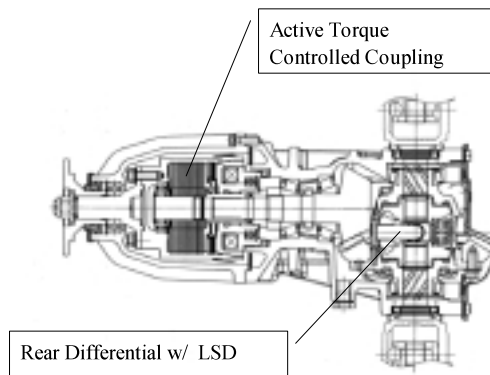 Active Torque
Controlled Coupling
Rear Differential w/ LSD